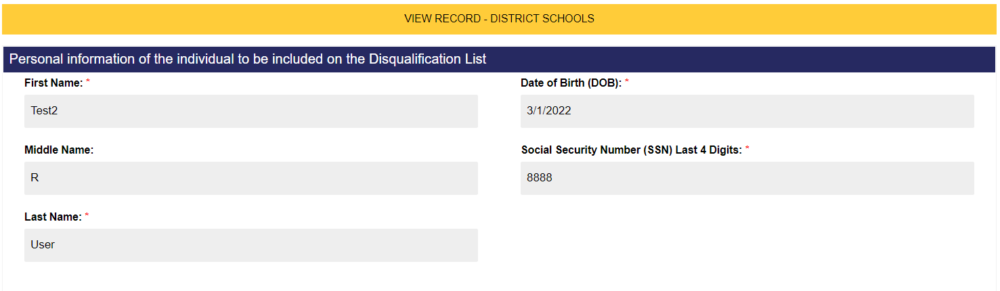 VIEW RECORD - DISTRICT SCHOOLS
Personal information of the individual to be included on the Disqualification List
First Name: *
Test2
Middle Name:
R
Last Name: *
User
Date of Birth (DOB): *
3/1/2022
Social Security Number (SSN) Last 4 Digits: *
8888